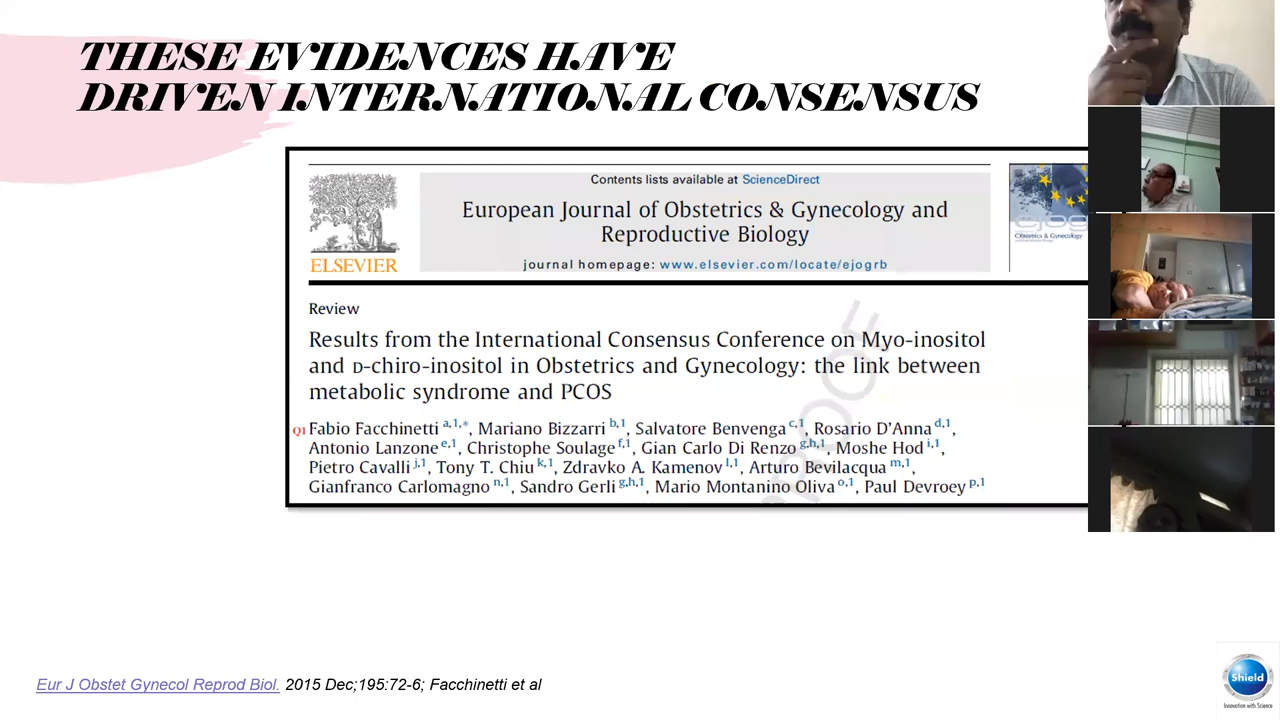 THESE EVIDENCES HAVE
DRIVEN INTERNATIONAL CONSENSUS
Contents lists available at ScienceDirect
European Journal of Obstetrics & Gynecology and
Reproductive Biology
journal homepage: www.elsevier.com/locate/ejogrb
ELSEVIER
ejog
Obstetrics & Gynecology
Review
Results from the International Consensus Conference on Myo-inositol
and D-chiro-inositol in Obstetrics and Gynecology: the link between
metabolic syndrome and PCOS
Q1 Fabio Facchinetti a,1,*, Mariano Bizzarri b,1, Salvatore Benvenga c,1, Rosario D'Anna d,1,
Antonio Lanzone e,1, Christophe Soulage f,1, Gian Carlo Di Renzo g,h,1, Moshe Hod i,1,
Pietro Cavalli j,1, Tony T. Chiu k,1, Zdravko A. Kamenov l,1, Arturo Bevilacqua m,1,
Gianfranco Carlomagno n,1, Sandro Gerli g,h,1, Mario Montanino Oliva o,1, Paul Devroey p,1
PROOF
Eur J Obstet Gynecol Reprod Biol. 2015 Dec;195:72-6; Facchinetti et al
Shield
Innovation with Science